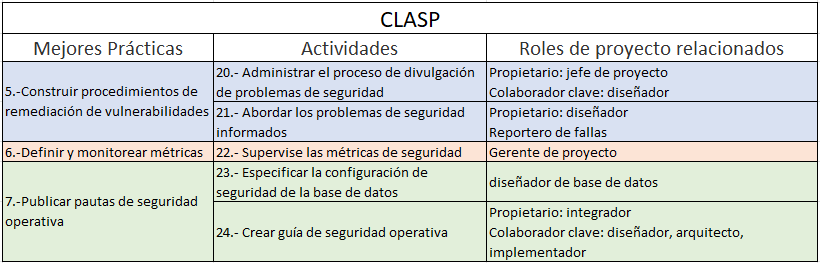 CLASP
Mejores Prácticas
Actividades
Roles de proyecto relacionados
5.-Construir procedimientos de
remediación de vulnerabilidades
20.- Administrar el proceso de divulgación
de problemas de seguridad
Propietario: jefe de proyecto
Colaborador clave: diseñador
21.- Abordar los problemas de seguridad
informados
Propietario: diseñador
Reportero de fallas
6.-Definir y monitorear métricas
22.- Supervise las métricas de seguridad
Gerente de proyecto
7.-Publicar pautas de seguridad
operativa
23.- Especificar la configuración de
seguridad de la base de datos
diseñador de base de datos
24.- Crear guía de seguridad operativa
Propietario: integrador
Colaborador clave: diseñador, arquitecto,
implementador